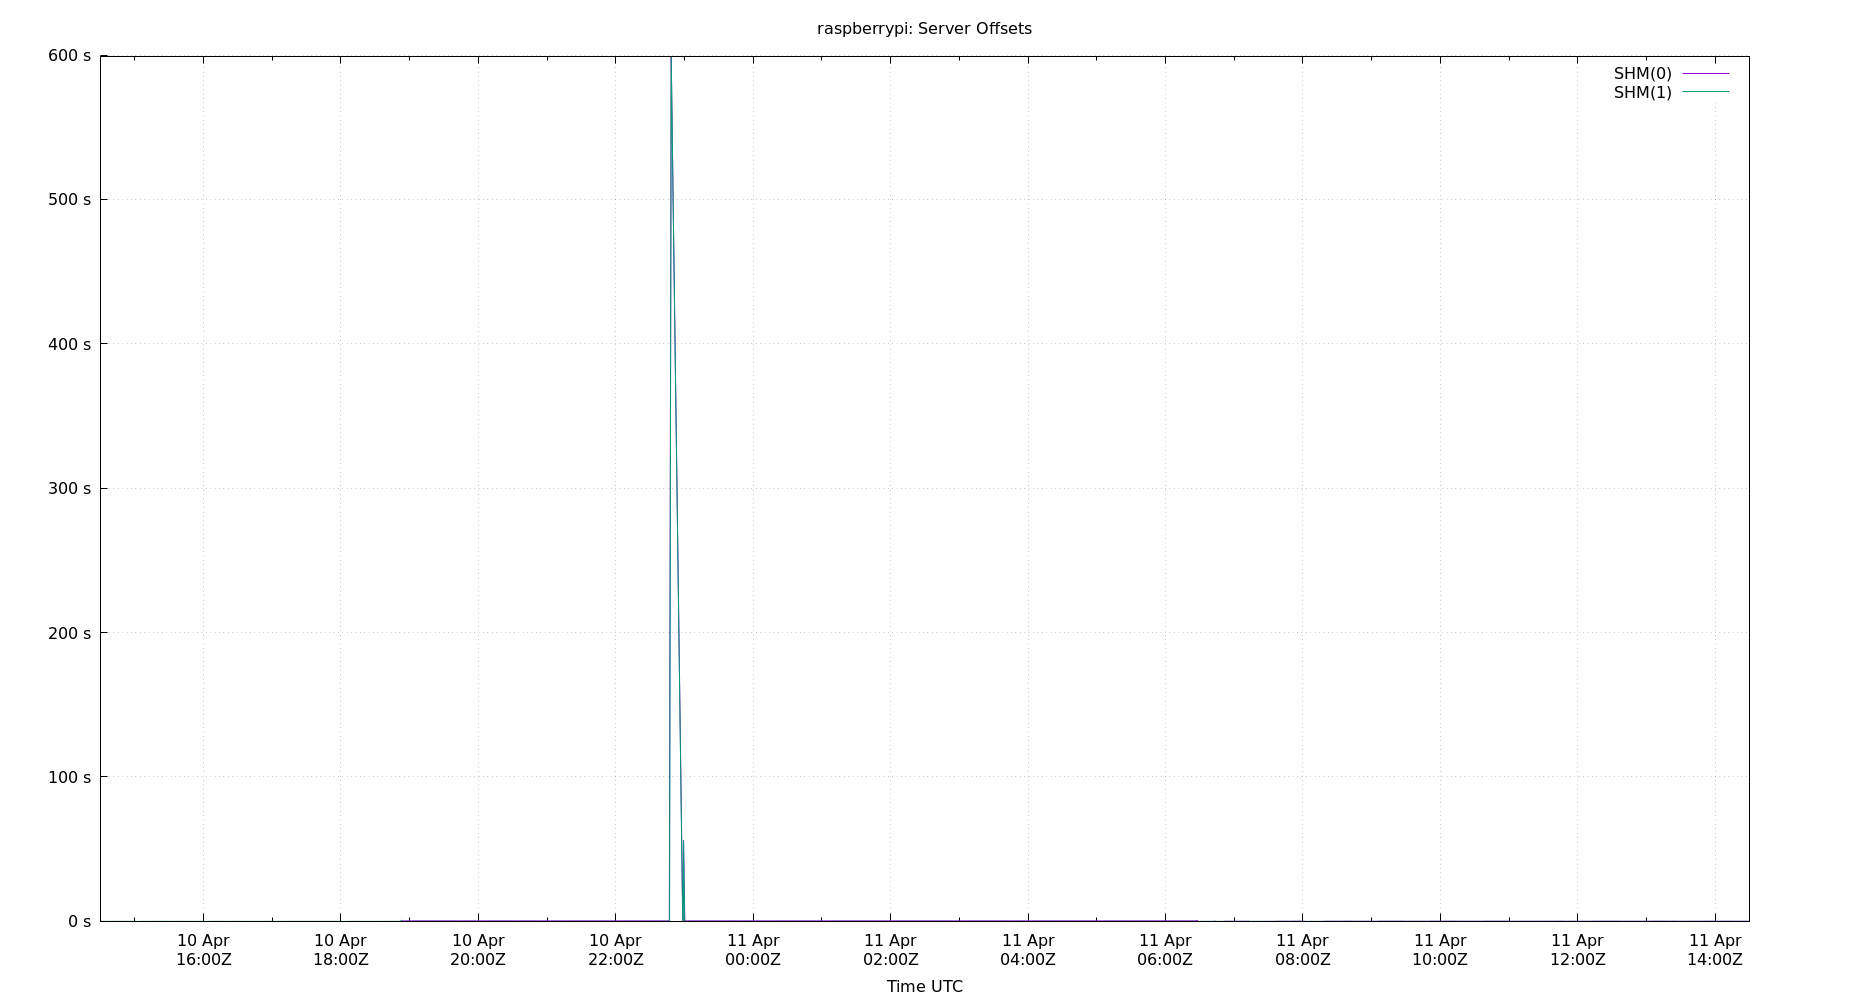 raspberrypi: Server Offsets
600 s
500 s
400 s
300 s
200 s
100 s
0 s
SHM(0)
SHM(1)
10 Apr 10 Apr 10 Apr 10 Apr 11 Apr 11 Apr 11 Apr 11 Apr 11 Apr 11 Apr 11 Apr 11 Apr
16:00Z 18:00Z 20:00Z 22:00Z 00:00Z 02:00Z 04:00Z 06:00Z 08:00Z 10:00Z 12:00Z 14:00Z
Time UTC